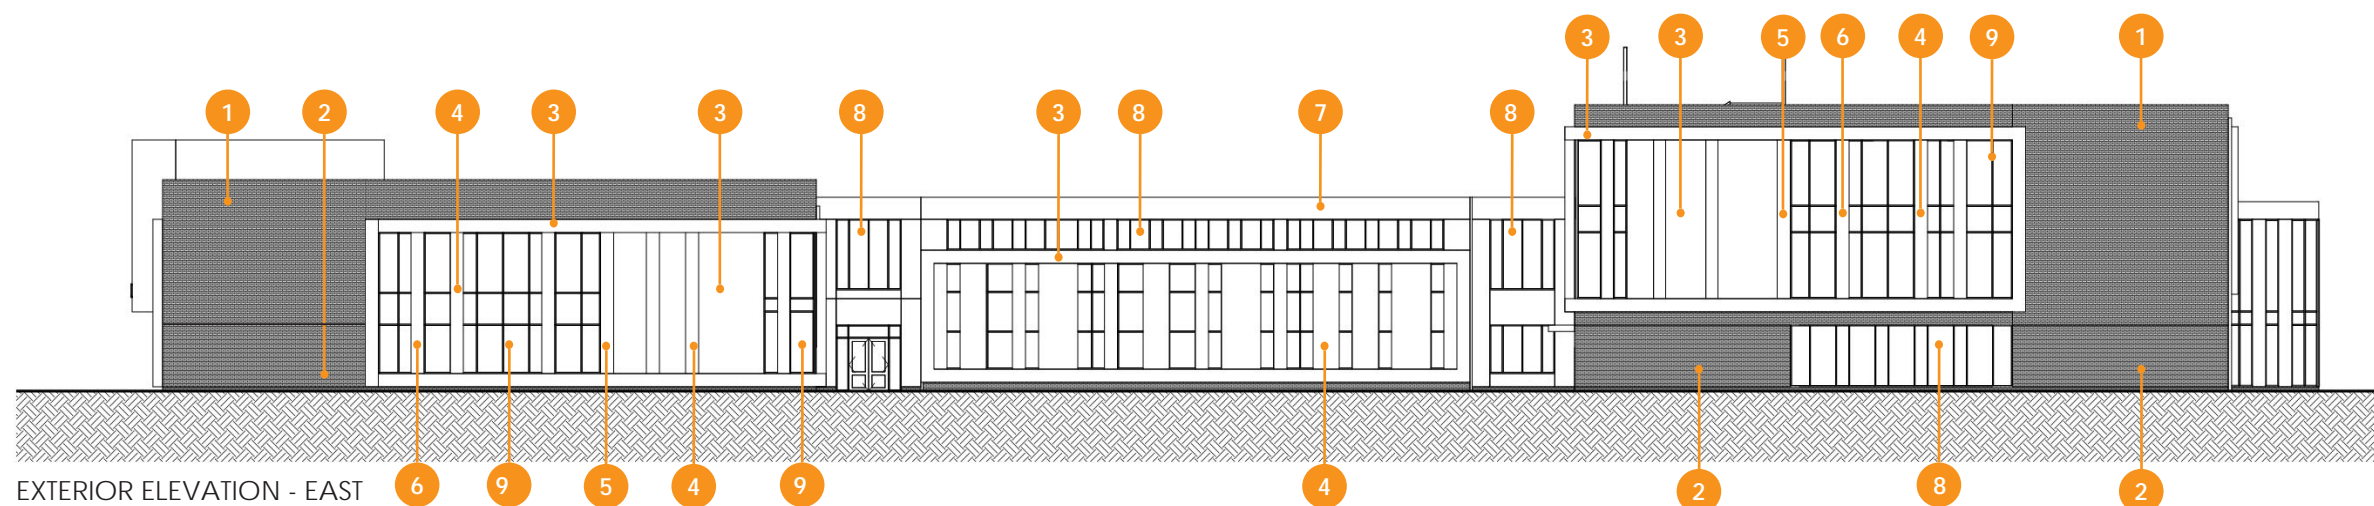 3 3 5 6 4 9 1
1 2 4 3 3 8 3 8 7 8
6 9 5 4 9 4 2 8 2
EXTERIOR ELEVATION - EAST